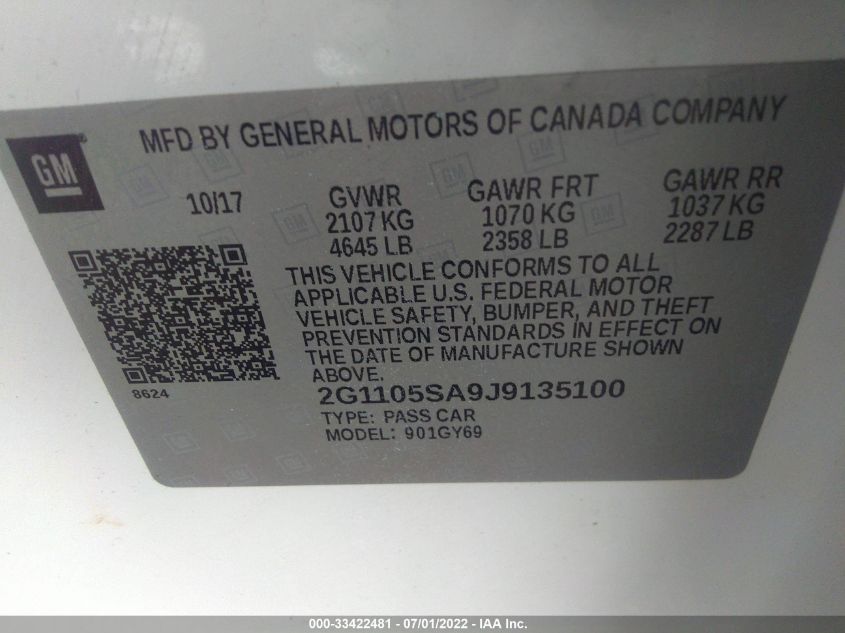 MFD BY GENERAL MOTORS OF CANADA COMPANY
GM
10/17
GVWR
2107 KG
4645 LB
GAWR FRT
1070 KG
2358 LB
GAWR RR
1037 KG
2287 LB
THIS VEHICLE CONFORMS TO ALL
APPLICABLE U.S. FEDERAL MOTOR
VEHICLE SAFETY, BUMPER, AND THEFT
PREVENTION STANDARDS IN EFFECT ON
THE DATE OF MANUFACTURE SHOWN
ABOVE.
8624
2G1105SA9J9135100
TYPE: PASS CAR
MODEL: 901GY69
000-33422481 - 07/01/2022 - IAA Inc.